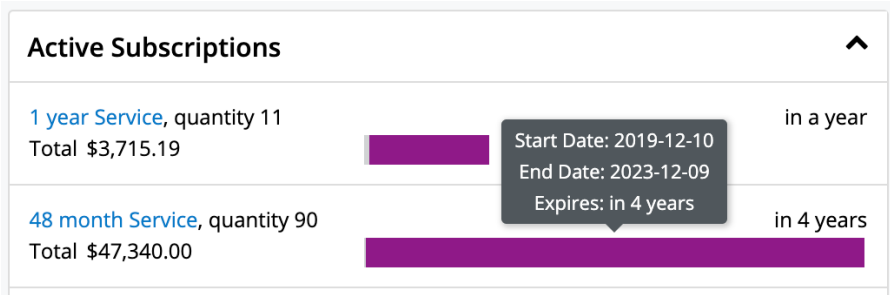 Active Subscriptions
1 year Service, quantity 11
in a year
Total $3,715.19
Start Date: 2019-12-10
End Date: 2023-12-09
Expires: in 4 years
48 month Service, quantity 90
in 4 years
Total $47,340.00